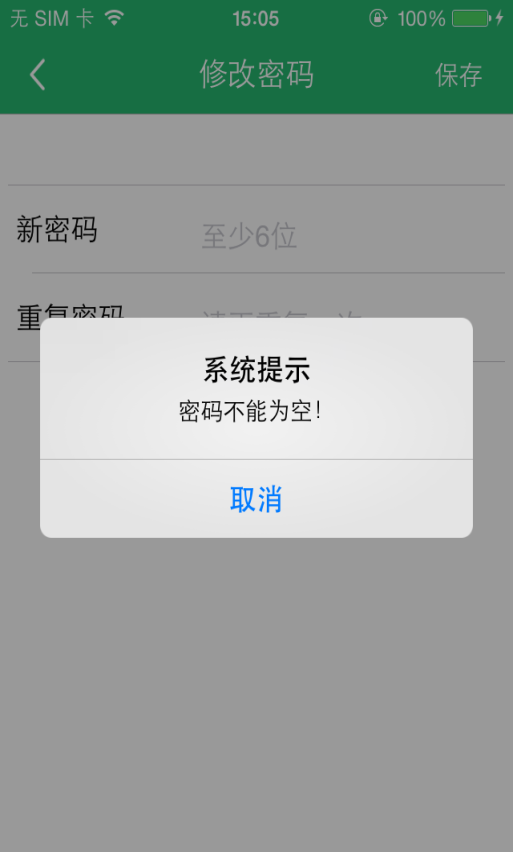 无 SIM 卡 15:05 100%
修改密码 保存
新密码 至少6位
重复密码
系统提示
密码不能为空！
取消